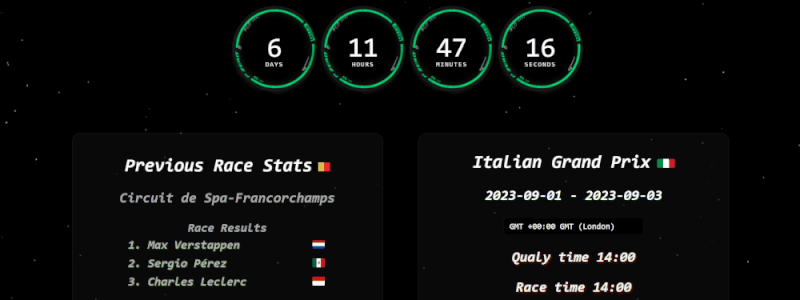 6 11 47 16
DAYS HOURS MINUTES SECONDS
Previous Race Stats
Circuit de Spa-Francorchamps
Race Results
1. Max Verstappen
2. Sergio Pérez
3. Charles Leclerc
Italian Grand Prix
2023-09-01 - 2023-09-03
GMT +00:00 GMT (London)
Qualy time 14:00
Race time 14:00